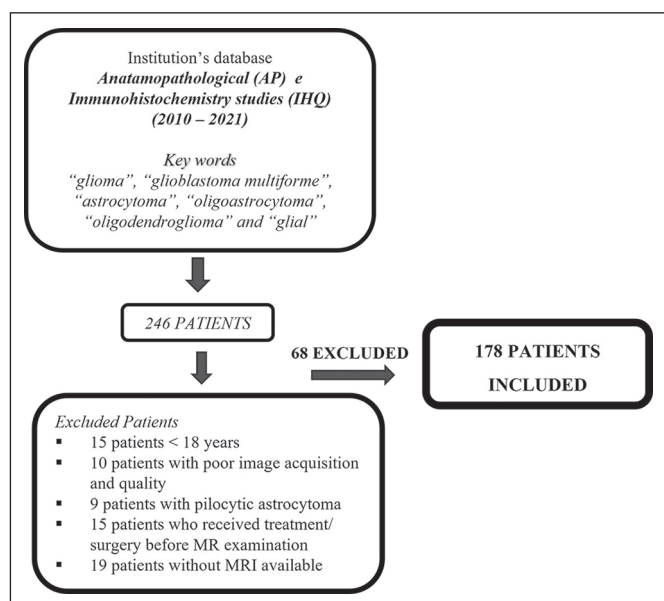 Institution's database
Anatamopathological (AP) e
Immunohistochemistry studies (IHQ)
(2010 – 2021)
Key words
"glioma", "glioblastoma multiforme",
"astrocytoma", "oligoastrocytoma",
"oligodendroglioma" and "glial"
246 PATIENTS
68 EXCLUDED
178 PATIENTS
INCLUDED
Excluded Patients
▪ 15 patients < 18 years
▪ 10 patients with poor image acquisition
and quality
▪ 9 patients with pilocytic astrocytoma
▪ 15 patients who received treatment/
surgery before MR examination
▪ 19 patients without MRI available